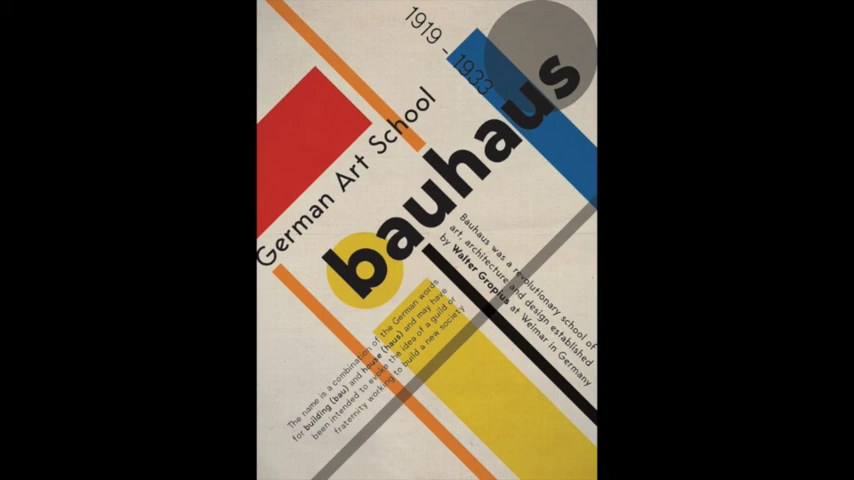 1919 - 1933
German Art School
bauhaus
Bauhaus was a revolutionary school of
art, architecture and design established
by Walter Gropius at Weimar in Germany
The name is a combination of the German words
for building (bau) and house (haus) and may have
been intended to evoke the idea of a guild or
fraternity working to build a new society